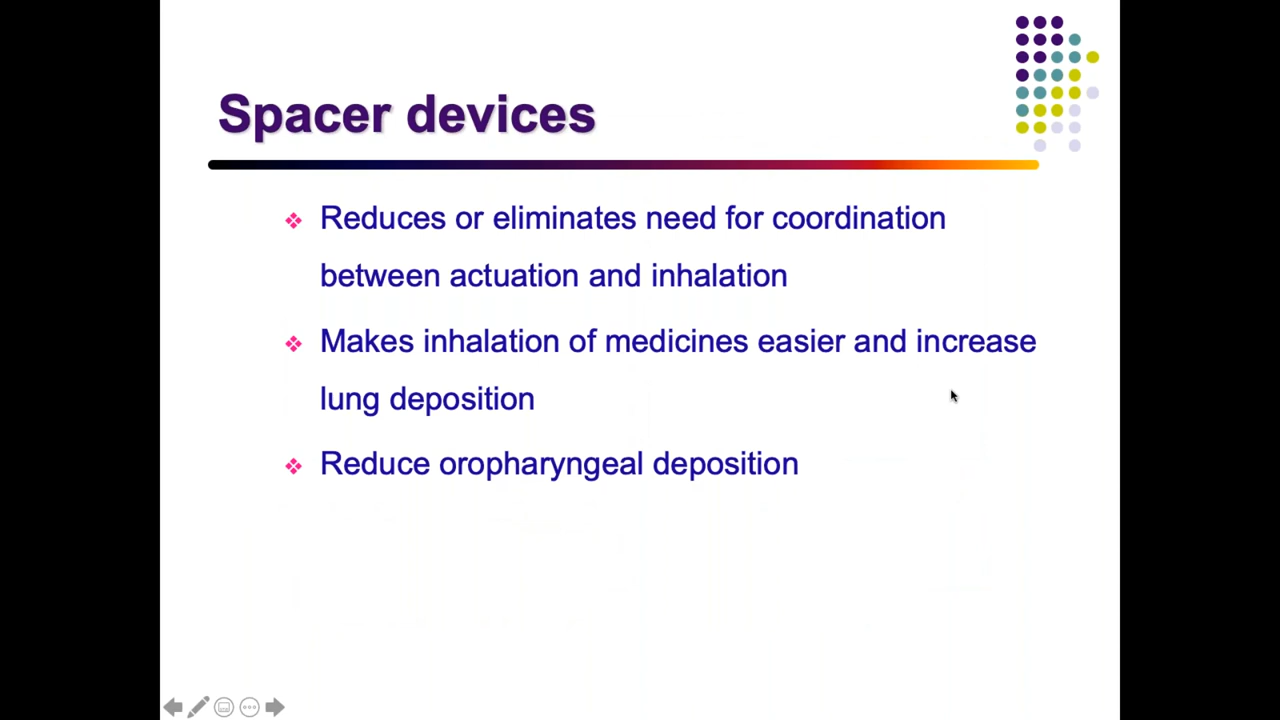 Spacer devices
Reduces or eliminates need for coordination
between actuation and inhalation
Makes inhalation of medicines easier and increase
lung deposition
Reduce oropharyngeal deposition